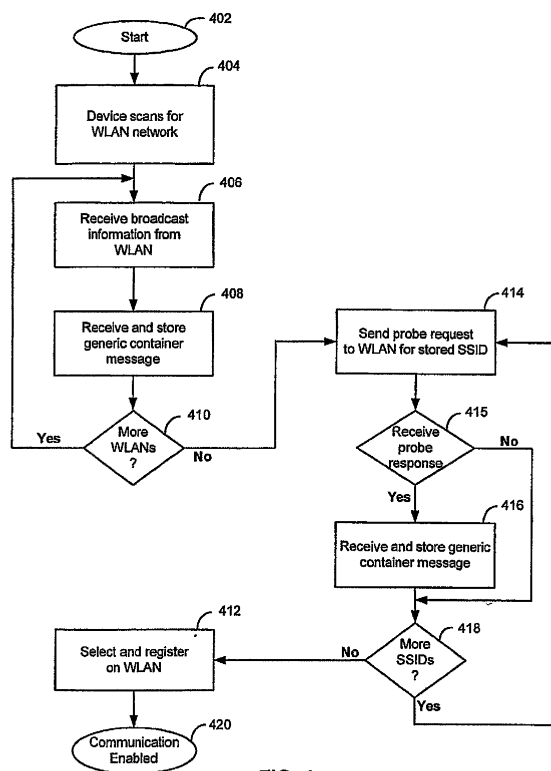 402
Start
404
Device scans for
WLAN network
406
Receive broadcast
information from
WLAN
408
Receive and store
generic container
message
410
More
WLANs
?
Yes
No
414
Send probe request
to WLAN for stored SSID
415
Receive
probe
response
No
Yes
416
Receive and store generic
container message
418
More
SSIDs
?
No
Yes
412
Select and register
on WLAN
420
Communication
Enabled